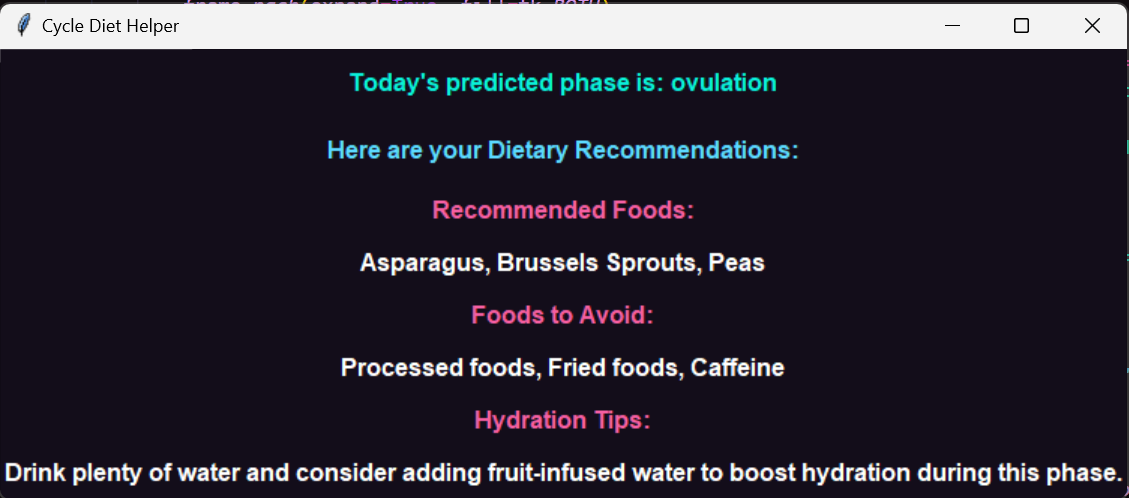 Cycle Diet Helper
Today's predicted phase is: ovulation
Here are your Dietary Recommendations:
Recommended Foods:
Asparagus, Brussels Sprouts, Peas
Foods to Avoid:
Processed foods, Fried foods, Caffeine
Hydration Tips:
Drink plenty of water and consider adding fruit-infused water to boost hydration during this phase.